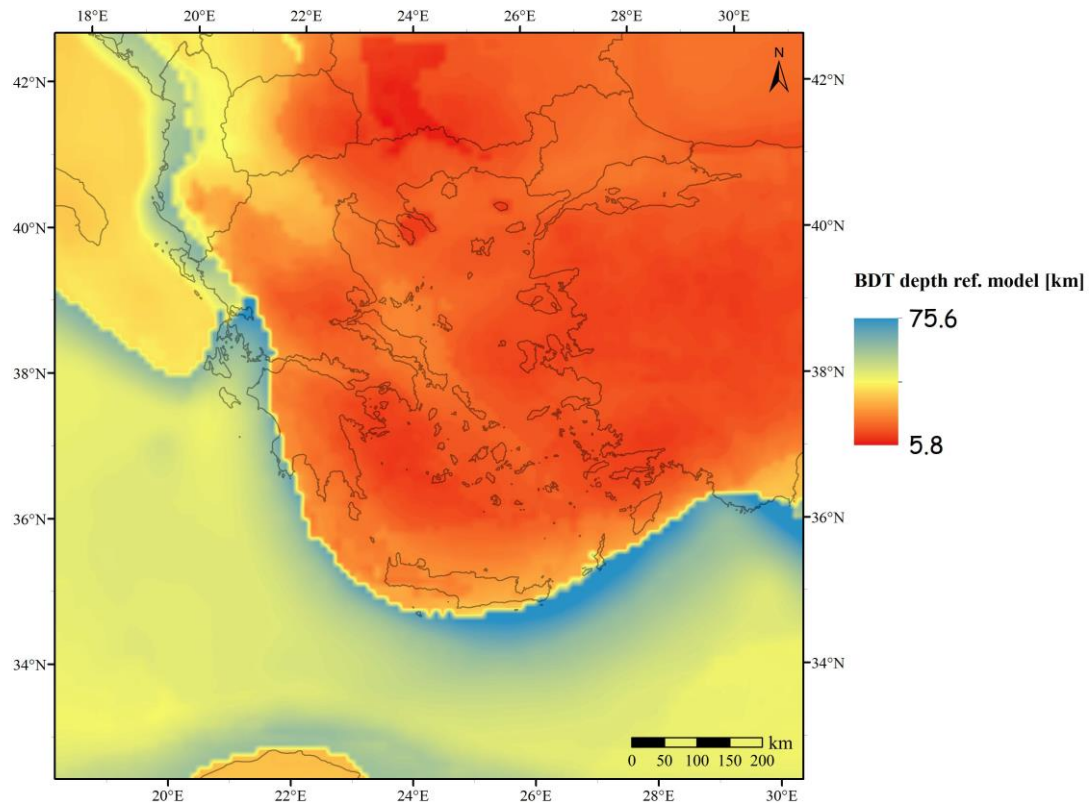 18°E 20°E 22°E 24°E 26°E 28°E 30°E
N
42°N 42°N
40°N 40°N
38°N 38°N
36°N 36°N
34°N 34°N
BDT depth ref. model [km]
75.6
5.8
km
0 50 100 150 200
20°E 22°E 24°E 26°E 28°E 30°E